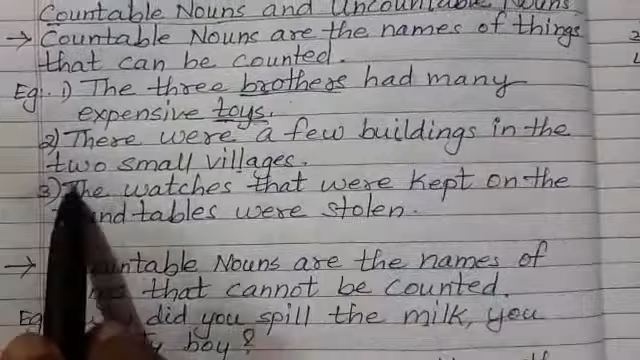 Countable Nouns and Uncountable Nouns
→ Countable Nouns are the names of things
that can be counted.
Eg. 1) The three brothers had many
expensive toys.
2) There were a few buildings in the
two small villages.
3) The watches that were kept on the
tables were stolen.
→ Nouns are the names of
that cannot be counted.
Eg did you spill the milk, you
boy?